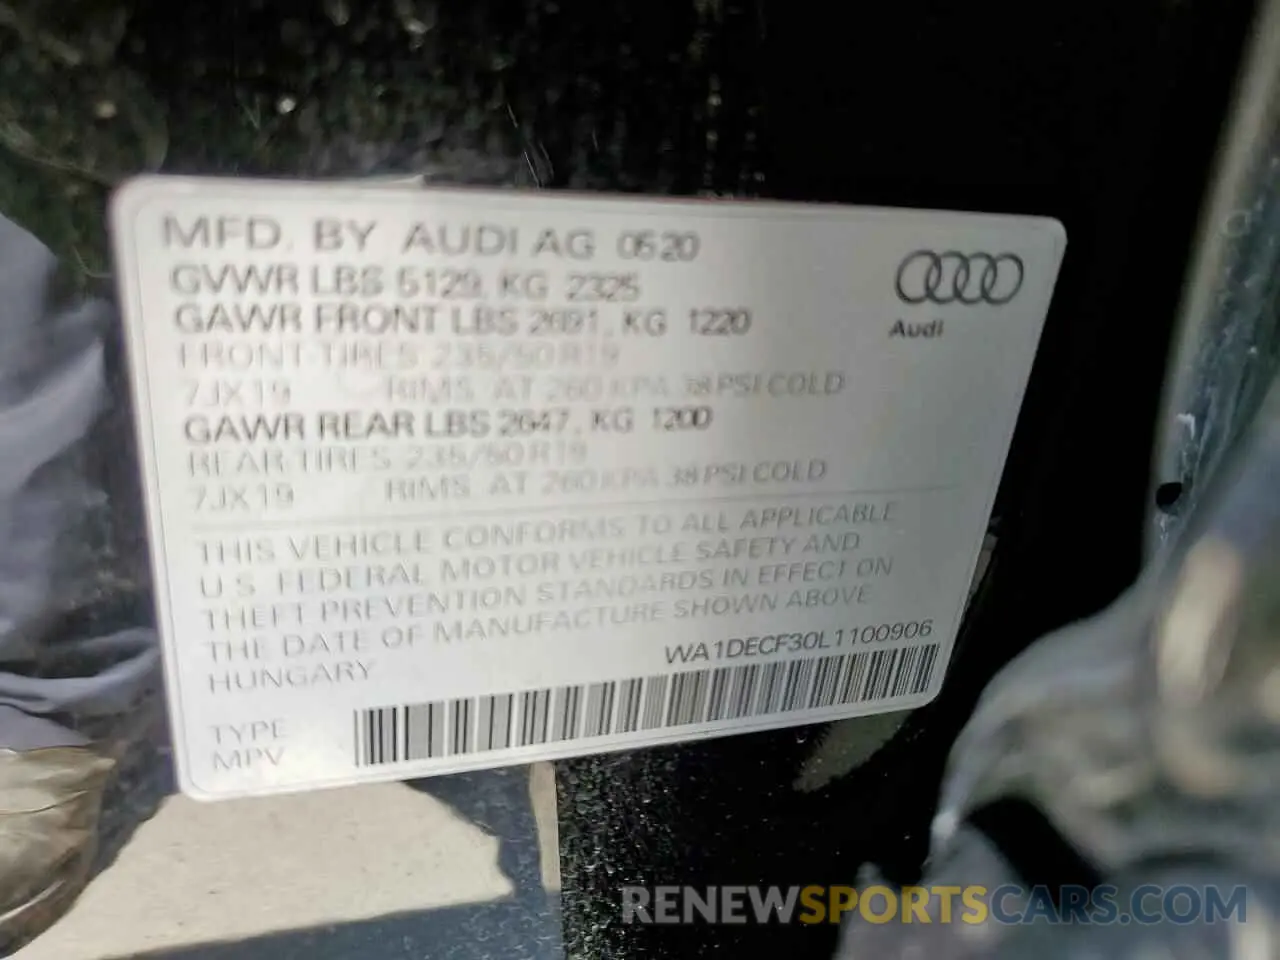 MFD. BY AUDI AG 0520
GVWR LBS 5129, KG 2325
GAWR FRONT LBS 2691, KG 1220
FRONT TIRES 235/50 R19
7JX19 RIMS AT 260 KPA 38 PSI COLD
GAWR REAR LBS 2647, KG 1200
REAR TIRES 235/50 R19
7JX19 RIMS AT 260 KPA 38 PSI COLD
THIS VEHICLE CONFORMS TO ALL APPLICABLE
U.S. FEDERAL MOTOR VEHICLE SAFETY AND
THEFT PREVENTION STANDARDS IN EFFECT ON
THE DATE OF MANUFACTURE SHOWN ABOVE
HUNGARY
WA1DECF30L1100906
TYPE
MPV
Audi
RENEWSPORTSCARS.COM